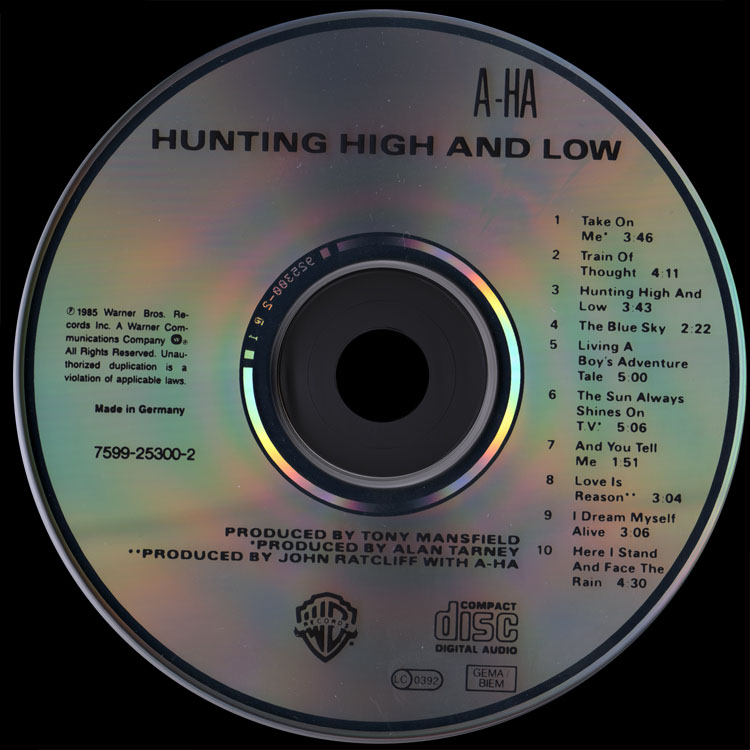 A-HA
HUNTING HIGH AND LOW
1 Take On
Me* 3:46
2 Train Of
Thought 4:11
3 Hunting High And
Low 3:43
4 The Blue Sky 2:22
5 Living A
Boy's Adventure
Tale 5:00
6 The Sun Always
Shines On
T.V.* 5:06
7 And You Tell
Me 1:51
8 Love Is
Reason** 3:04
9 I Dream Myself
Alive 3:06
10 Here I Stand
And Face The
Rain 4:30
℗ 1985 Warner Bros. Re-
cords Inc. A Warner Com-
munications Company
All Rights Reserved. Unau-
thorized duplication is a
violation of applicable laws.
Made in Germany
7599-25300-2
PRODUCED BY TONY MANSFIELD
*PRODUCED BY ALAN TARNEY
**PRODUCED BY JOHN RATCLIFF WITH A-HA
WB
RECORDS
COMPACT
disc
DIGITAL AUDIO
LC 0392
GEMA/
BIEM